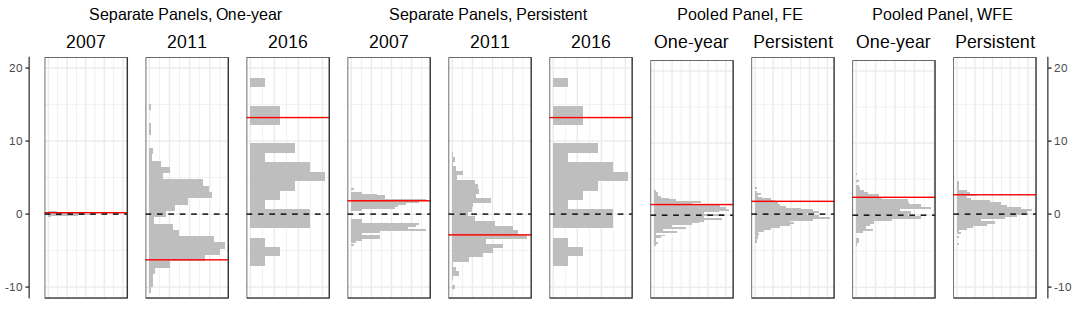 Separate Panels, One-year Separate Panels, Persistent Pooled Panel, FE Pooled Panel, WFE
2007 2011 2016 2007 2011 2016 One-year Persistent One-year Persistent
20 20
10 10
0 0
-10 -10